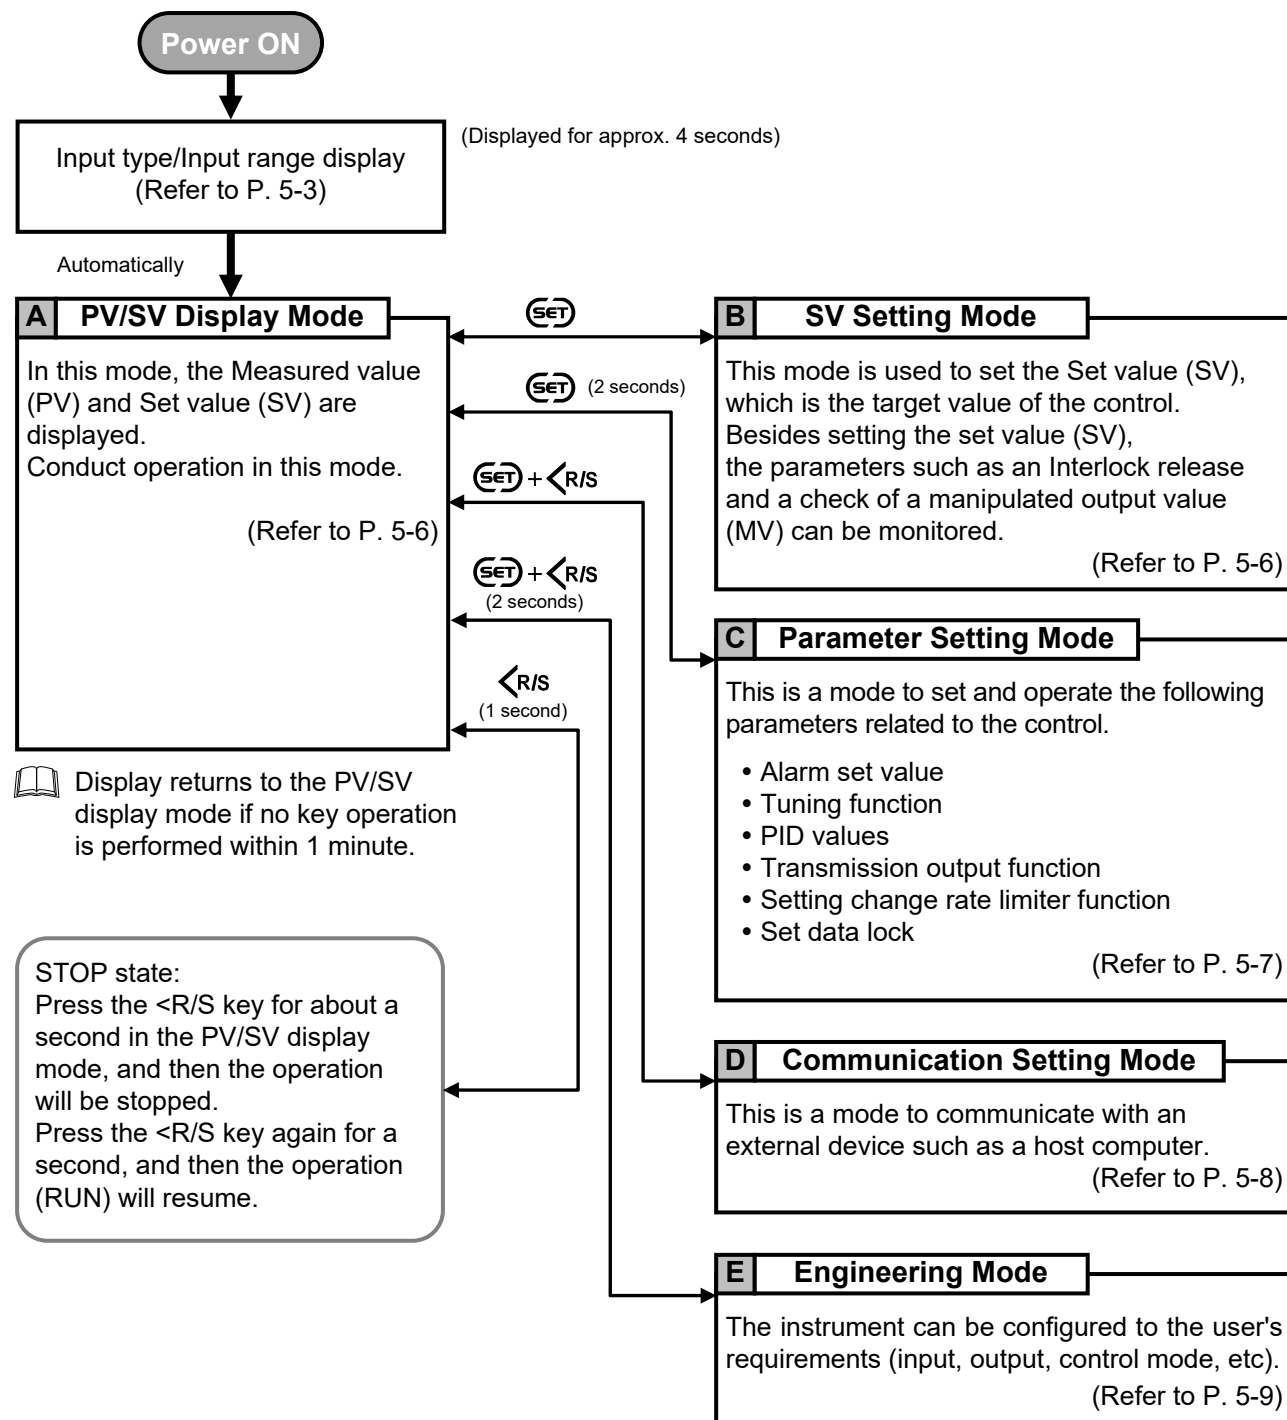 Power ON
Input type/Input range display
(Refer to P. 5-3)
(Displayed for approx. 4 seconds)
Automatically
A PV/SV Display Mode
In this mode, the Measured value
(PV) and Set value (SV) are
displayed.
Conduct operation in this mode.
(Refer to P. 5-6)
SET
SET (2 seconds)
SET + <R/S
SET + <R/S
(2 seconds)
<R/S
(1 second)
Display returns to the PV/SV
display mode if no key operation
is performed within 1 minute.
STOP state:
Press the <R/S key for about a
second in the PV/SV display
mode, and then the operation
will be stopped.
Press the <R/S key again for a
second, and then the operation
(RUN) will resume.
B SV Setting Mode
This mode is used to set the Set value (SV),
which is the target value of the control.
Besides setting the set value (SV),
the parameters such as an Interlock release
and a check of a manipulated output value
(MV) can be monitored.
(Refer to P. 5-6)
C Parameter Setting Mode
This is a mode to set and operate the following
parameters related to the control.
• Alarm set value
• Tuning function
• PID values
• Transmission output function
• Setting change rate limiter function
• Set data lock
(Refer to P. 5-7)
D Communication Setting Mode
This is a mode to communicate with an
external device such as a host computer.
(Refer to P. 5-8)
E Engineering Mode
The instrument can be configured to the user's
requirements (input, output, control mode, etc).
(Refer to P. 5-9)